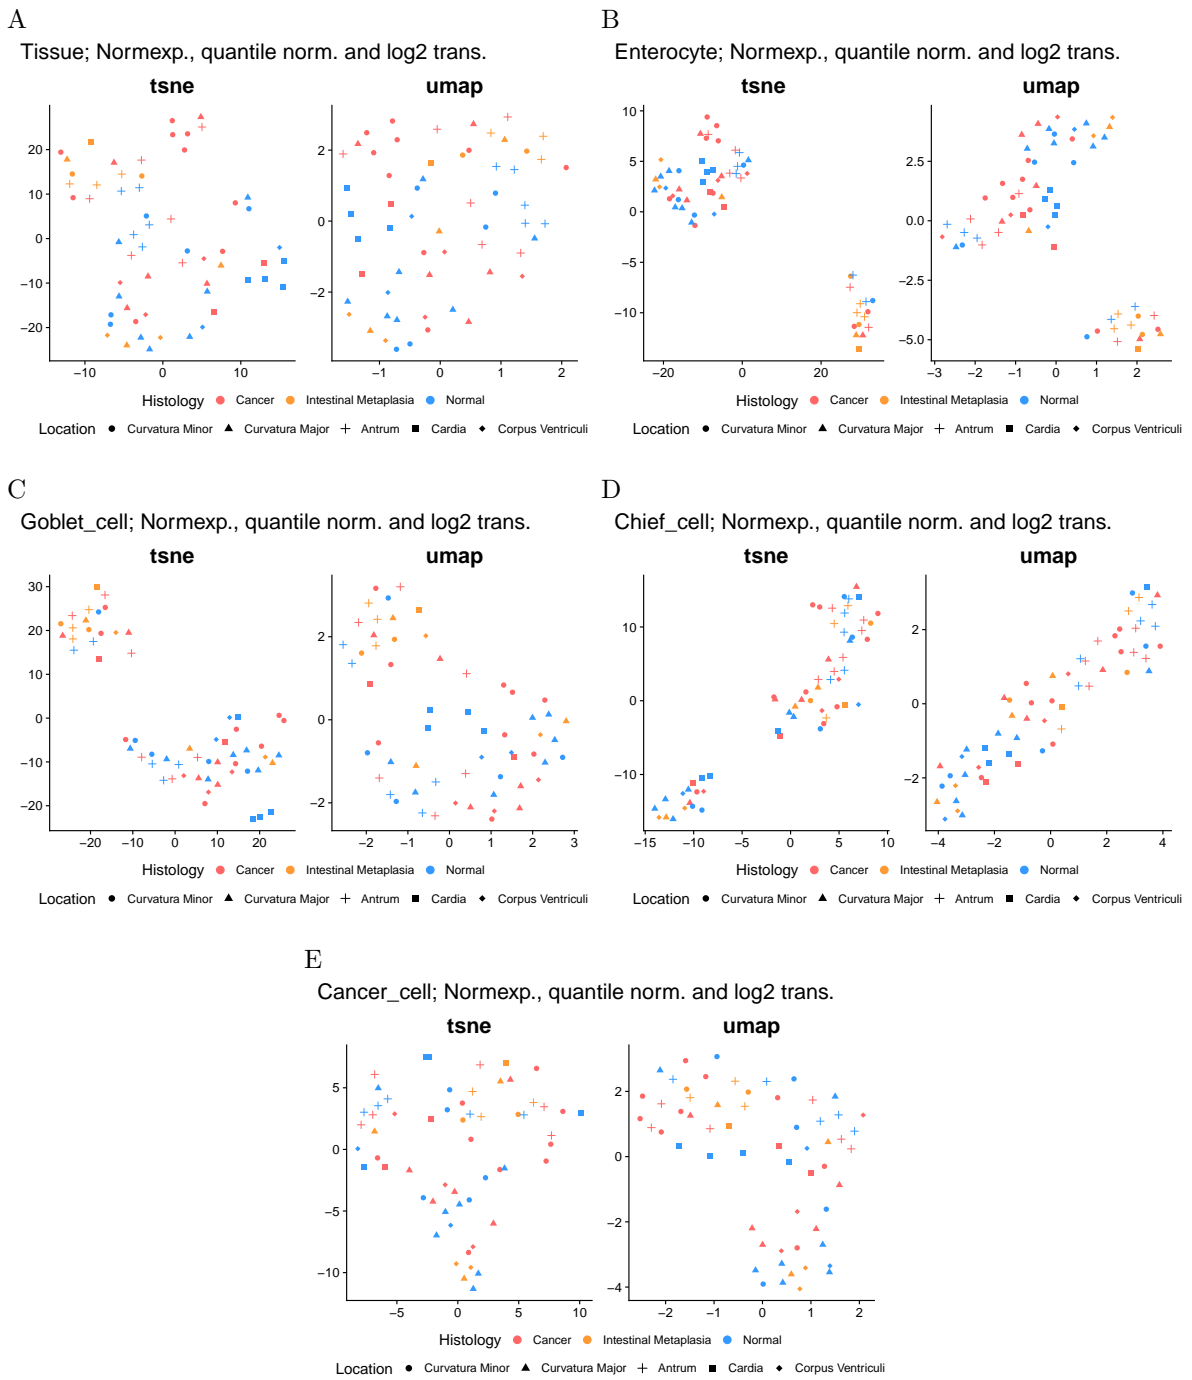 A
Tissue; Normexp., quantile norm. and log2 trans.
tsne
umap
20
10
0
−10
−20
−10
0
10
2
0
−2
−1
0
1
2
Histology
Cancer
Intestinal Metaplasia
Normal
Location
Curvatura Minor
Curvatura Major
Antrum
Cardia
Corpus Ventriculi
B
Enterocyte; Normexp., quantile norm. and log2 trans.
tsne
umap
10
5
0
−5
−10
−20
0
20
2.5
0.0
−2.5
−5.0
−3
−2
−1
0
1
2
Histology
Cancer
Intestinal Metaplasia
Normal
Location
Curvatura Minor
Curvatura Major
Antrum
Cardia
Corpus Ventriculi
C
Goblet_cell; Normexp., quantile norm. and log2 trans.
tsne
umap
30
20
10
0
−10
−20
−20
−10
0
10
20
2
0
−2
−2
−1
0
1
2
3
Histology
Cancer
Intestinal Metaplasia
Normal
Location
Curvatura Minor
Curvatura Major
Antrum
Cardia
Corpus Ventriculi
D
Chief_cell; Normexp., quantile norm. and log2 trans.
tsne
umap
10
0
−10
−15
−10
−5
0
5
10
2
0
−2
−4
−2
0
2
4
Histology
Cancer
Intestinal Metaplasia
Normal
Location
Curvatura Minor
Curvatura Major
Antrum
Cardia
Corpus Ventriculi
E
Cancer_cell; Normexp., quantile norm. and log2 trans.
tsne
umap
5
0
−5
−10
−5
0
5
10
2
0
−2
−4
−2
−1
0
1
2
Histology
Cancer
Intestinal Metaplasia
Normal
Location
Curvatura Minor
Curvatura Major
Antrum
Cardia
Corpus Ventriculi